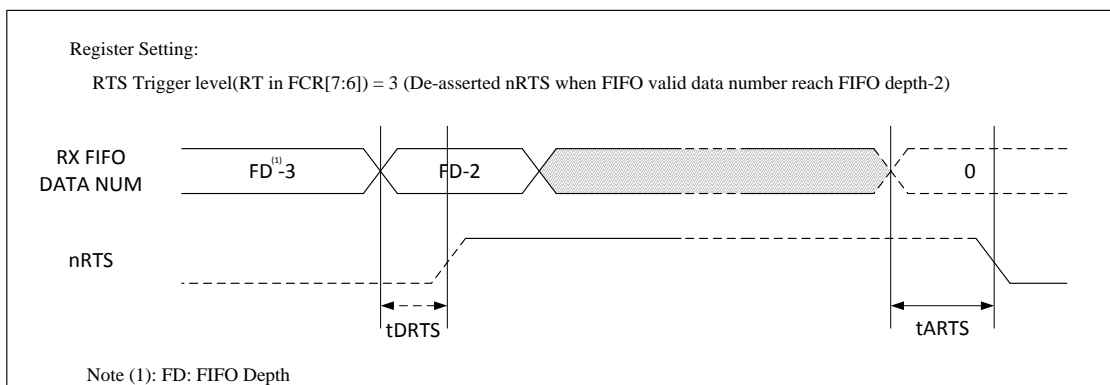 Register Setting:
RTS Trigger level(RT in FCR[7:6]) = 3 (De-asserted nRTS when FIFO valid data number reach FIFO depth-2)
RX FIFO
DATA NUM
FD⁽¹⁾-3
FD-2
0
nRTS
tDRTS
tARTS
Note (1): FD: FIFO Depth